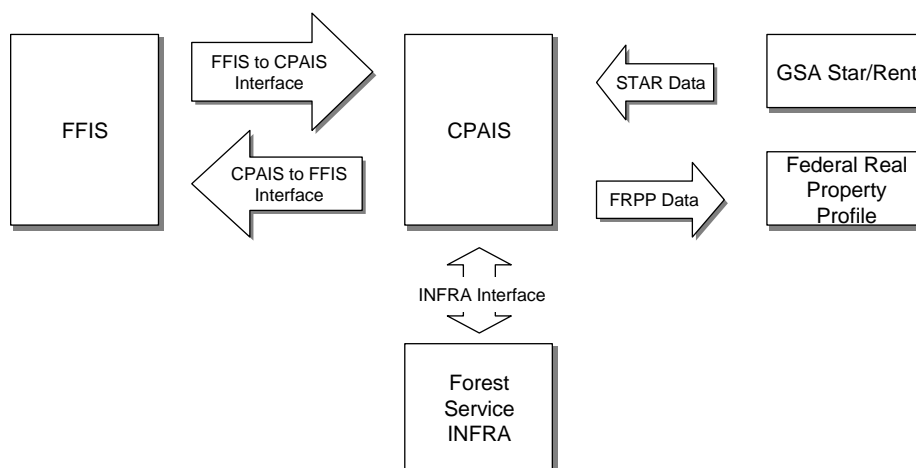 FFIS to CPAIS
Interface
STAR Data
GSA Star/Rent
FFIS
CPAIS
CPAIS to FFIS
Interface
FRPP Data
Federal Real
Property
Profile
INFRA Interface
Forest
Service
INFRA